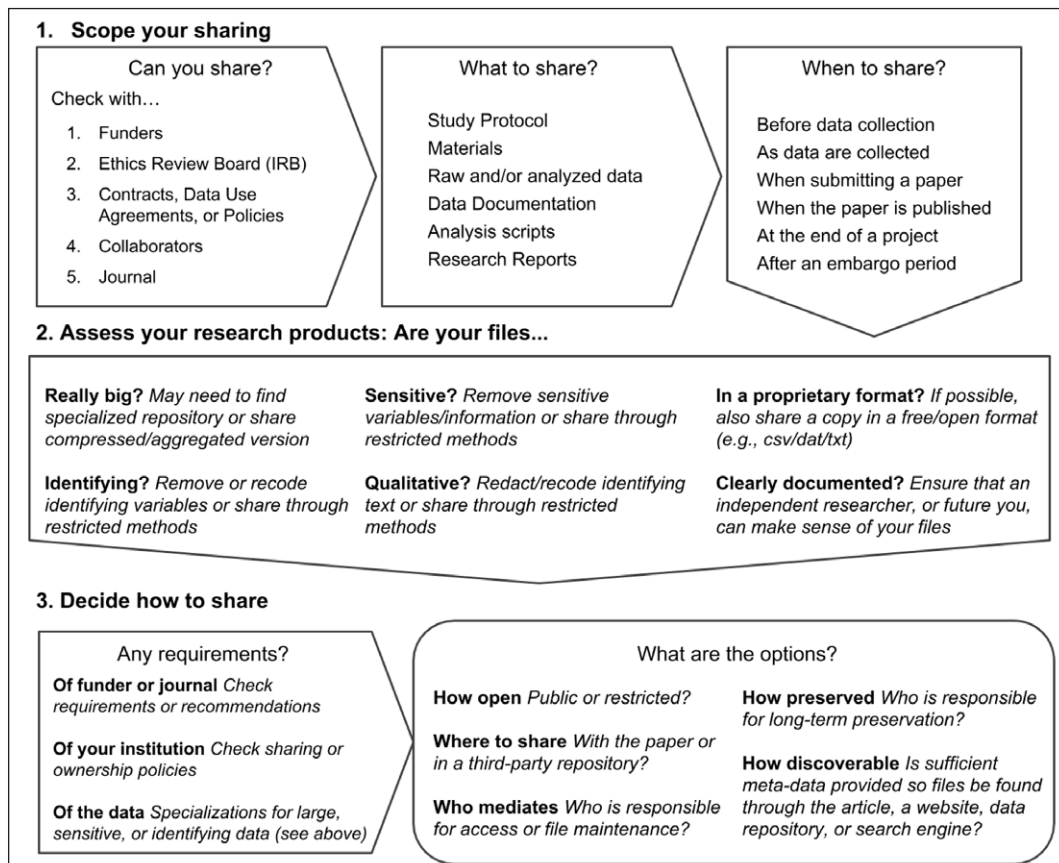 1. Scope your sharing
Can you share?
Check with…
1. Funders
2. Ethics Review Board (IRB)
3. Contracts, Data Use
Agreements, or Policies
4. Collaborators
5. Journal
What to share?
Study Protocol
Materials
Raw and/or analyzed data
Data Documentation
Analysis scripts
Research Reports
When to share?
Before data collection
As data are collected
When submitting a paper
When the paper is published
At the end of a project
After an embargo period
2. Assess your research products: Are your files...
Really big? May need to find
specialized repository or share
compressed/aggregated version
Sensitive? Remove sensitive
variables/information or share through
restricted methods
In a proprietary format? If possible,
also share a copy in a free/open format
(e.g., csv/dat/txt)
Identifying? Remove or recode
identifying variables or share through
restricted methods
Qualitative? Redact/recode identifying
text or share through restricted
methods
Clearly documented? Ensure that an
independent researcher, or future you,
can make sense of your files
3. Decide how to share
Any requirements?
Of funder or journal Check
requirements or recommendations
Of your institution Check sharing or
ownership policies
Of the data Specializations for large,
sensitive, or identifying data (see above)
What are the options?
How open Public or restricted?
Where to share With the paper or
in a third-party repository?
Who mediates Who is responsible
for access or file maintenance?
How preserved Who is responsible
for long-term preservation?
How discoverable Is sufficient
meta-data provided so files be found
through the article, a website, data
repository, or search engine?